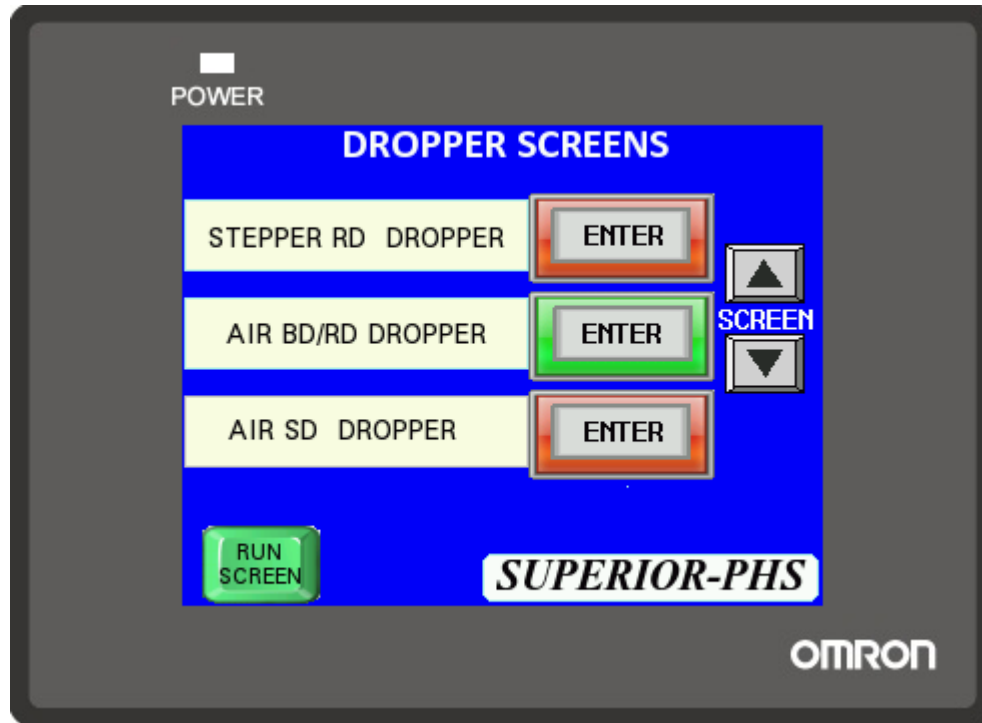 POWER
DROPPER SCREENS
STEPPER RD DROPPER
ENTER
AIR BD/RD DROPPER
ENTER
SCREEN
AIR SD DROPPER
ENTER
RUN
SCREEN
SUPERIOR-PHS
OMRON